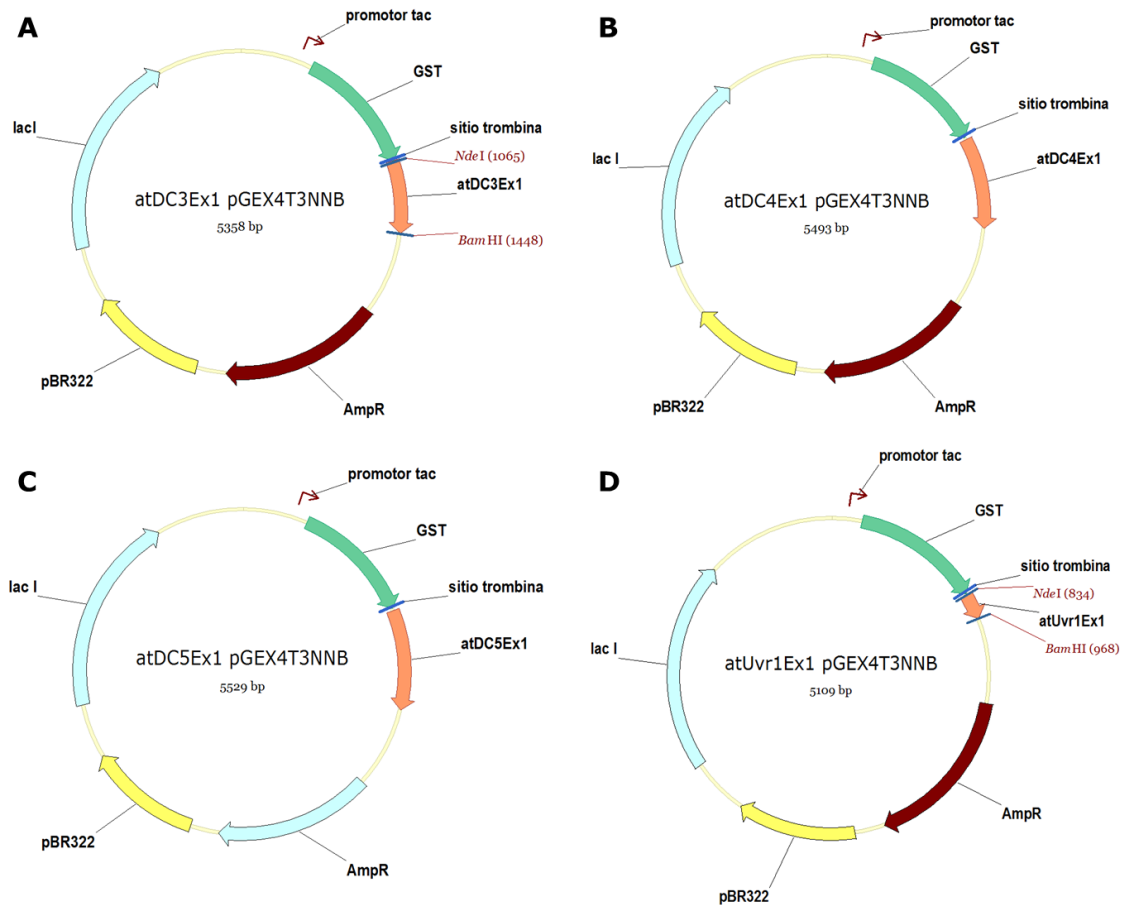 A
promotor tac
GST
sitio trombina
NdeI (1065)
atDC3Ex1
BamHI (1448)
lacI
atDC3Ex1 pGEX4T3NNB
5358 bp
pBR322
AmpR
B
promotor tac
GST
sitio trombina
atDC4Ex1
lac I
atDC4Ex1 pGEX4T3NNB
5493 bp
pBR322
AmpR
C
promotor tac
GST
sitio trombina
atDC5Ex1
lac I
atDC5Ex1 pGEX4T3NNB
5529 bp
pBR322
AmpR
D
promotor tac
GST
sitio trombina
NdeI (834)
atUvr1Ex1
BamHI (968)
lac I
atUvr1Ex1 pGEX4T3NNB
5109 bp
AmpR
pBR322